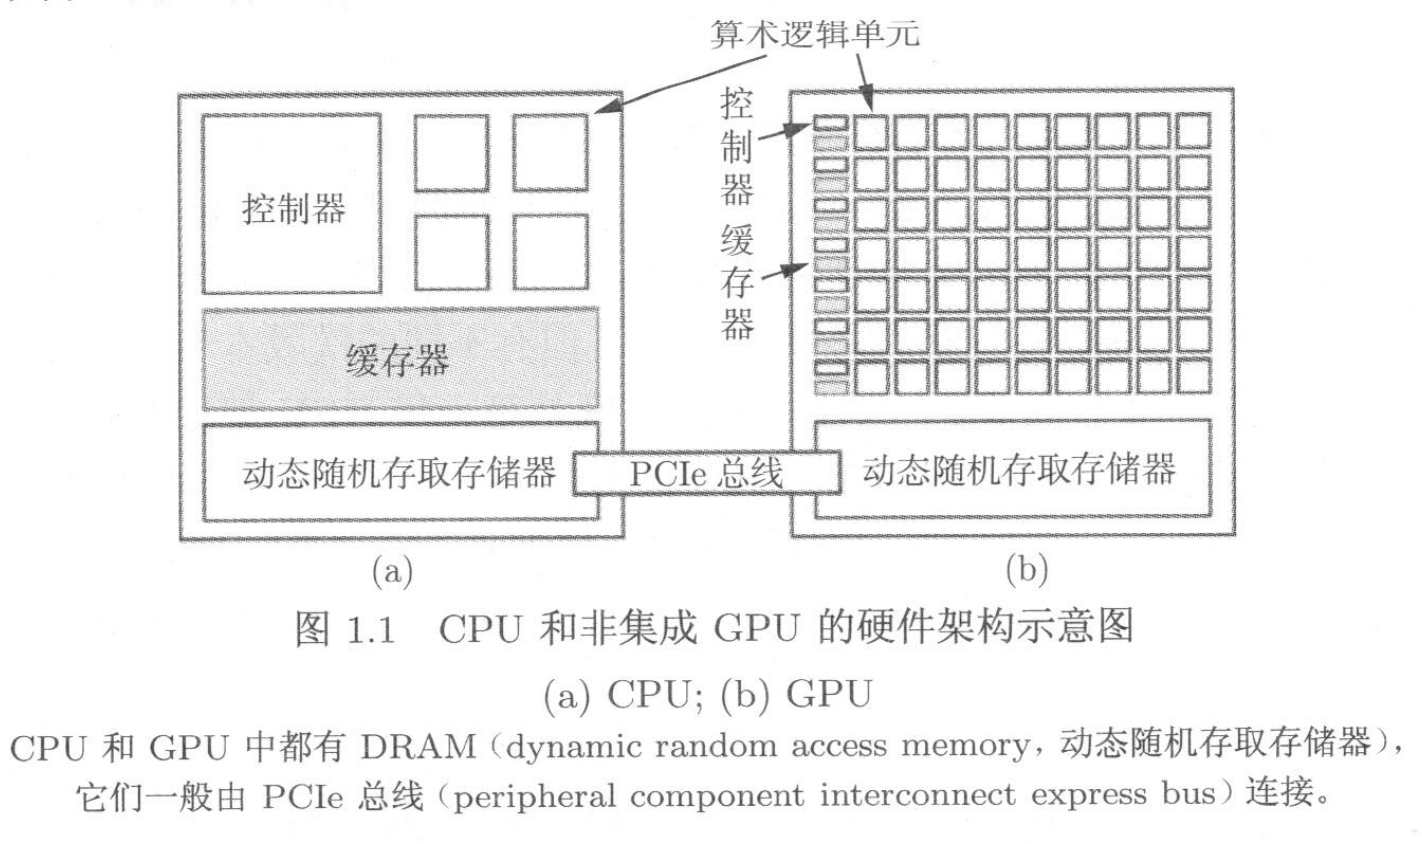 算术逻辑单元
控制器
缓存器
控制器
缓存器
动态随机存取存储器
PCIe 总线
动态随机存取存储器
(a)
(b)
图 1.1 CPU 和非集成 GPU 的硬件架构示意图
(a) CPU; (b) GPU
CPU 和 GPU 中都有 DRAM（dynamic random access memory，动态随机存取存储器），
它们一般由 PCIe 总线（peripheral component interconnect express bus）连接。